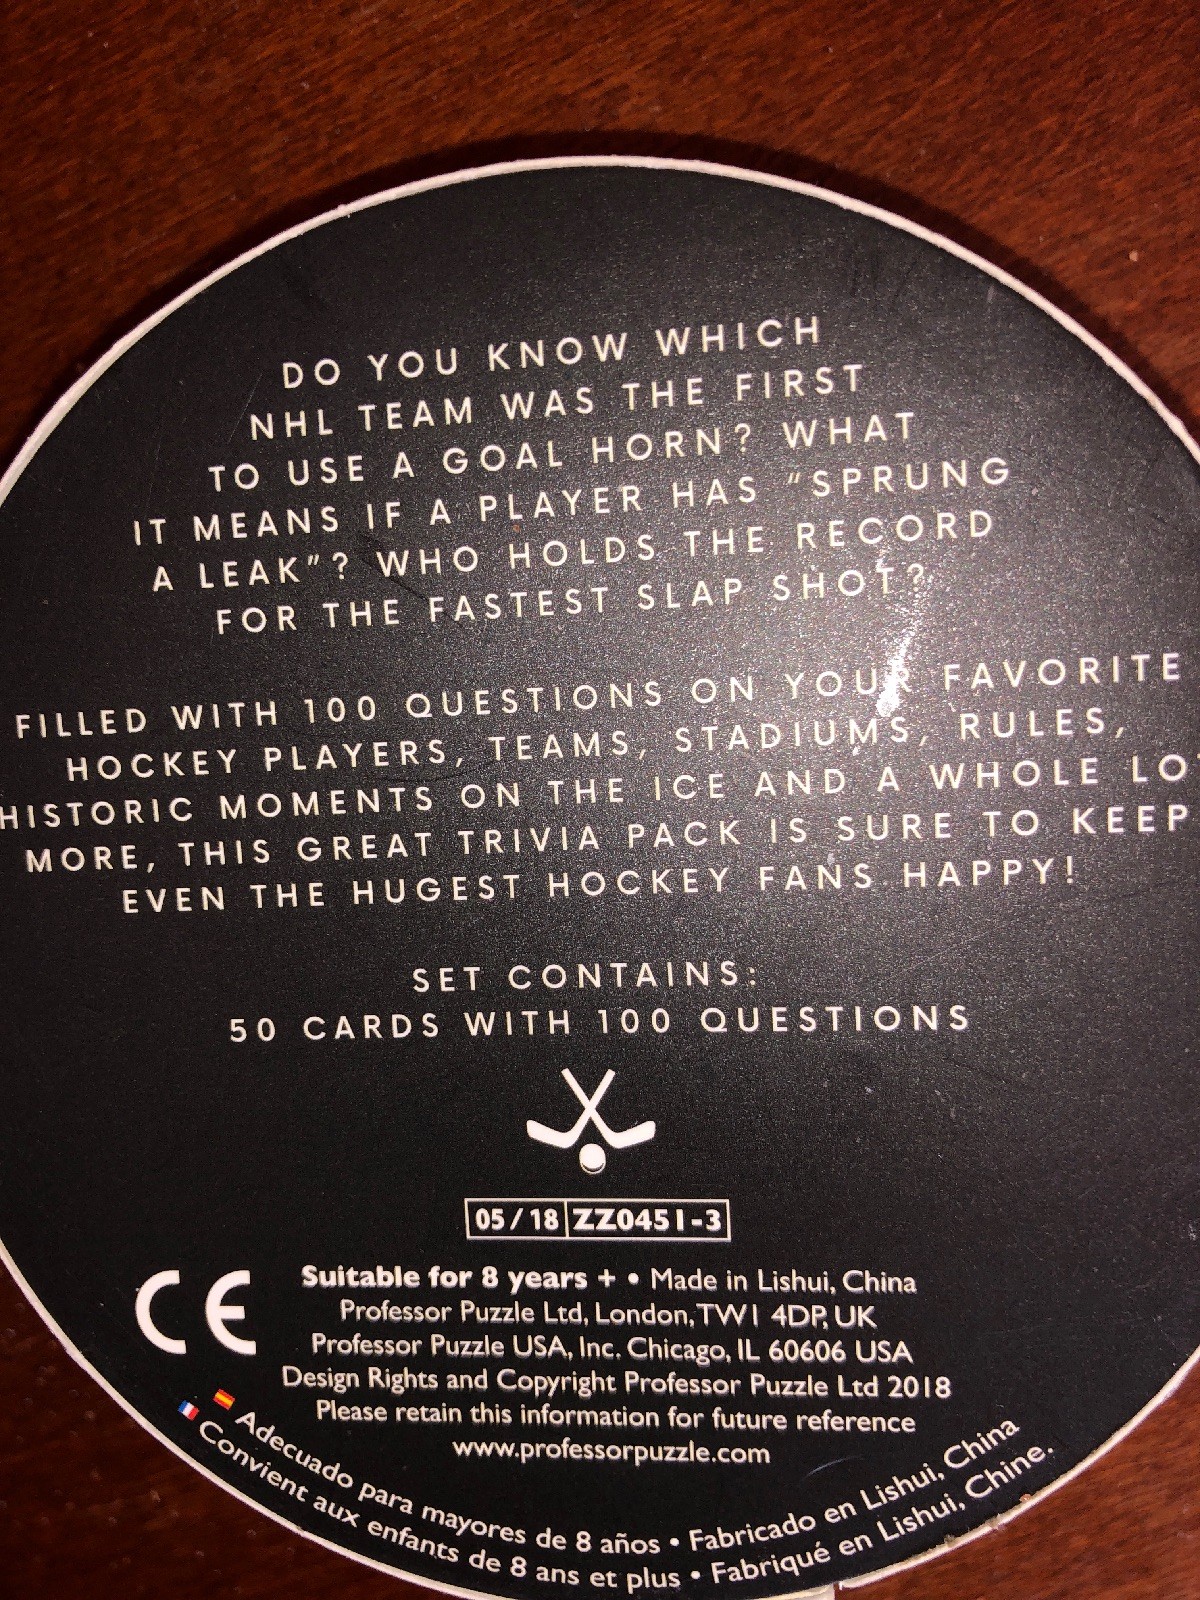 DO YOU KNOW WHICH
NHL TEAM WAS THE FIRST
TO USE A GOAL HORN? WHAT
IT MEANS IF A PLAYER HAS "SPRUNG
A LEAK"? WHO HOLDS THE RECORD
FOR THE FASTEST SLAP SHOT?
FILLED WITH 100 QUESTIONS ON YOUR FAVORITE
HOCKEY PLAYERS, TEAMS, STADIUMS, RULES,
HISTORIC MOMENTS ON THE ICE AND A WHOLE LOT
MORE, THIS GREAT TRIVIA PACK IS SURE TO KEEP
EVEN THE HUGEST HOCKEY FANS HAPPY!
SET CONTAINS:
50 CARDS WITH 100 QUESTIONS
05/18 ZZ0451-3
CE
Suitable for 8 years + • Made in Lishui, China
Professor Puzzle Ltd, London, TW1 4DP, UK
Professor Puzzle USA, Inc. Chicago, IL 60606 USA
Design Rights and Copyright Professor Puzzle Ltd 2018
Please retain this information for future reference
www.professorpuzzle.com
Adecuado para mayores de 8 años • Fabricado en Lishui, China
Convient aux enfants de 8 ans et plus • Fabriqué en Lishui, Chine.